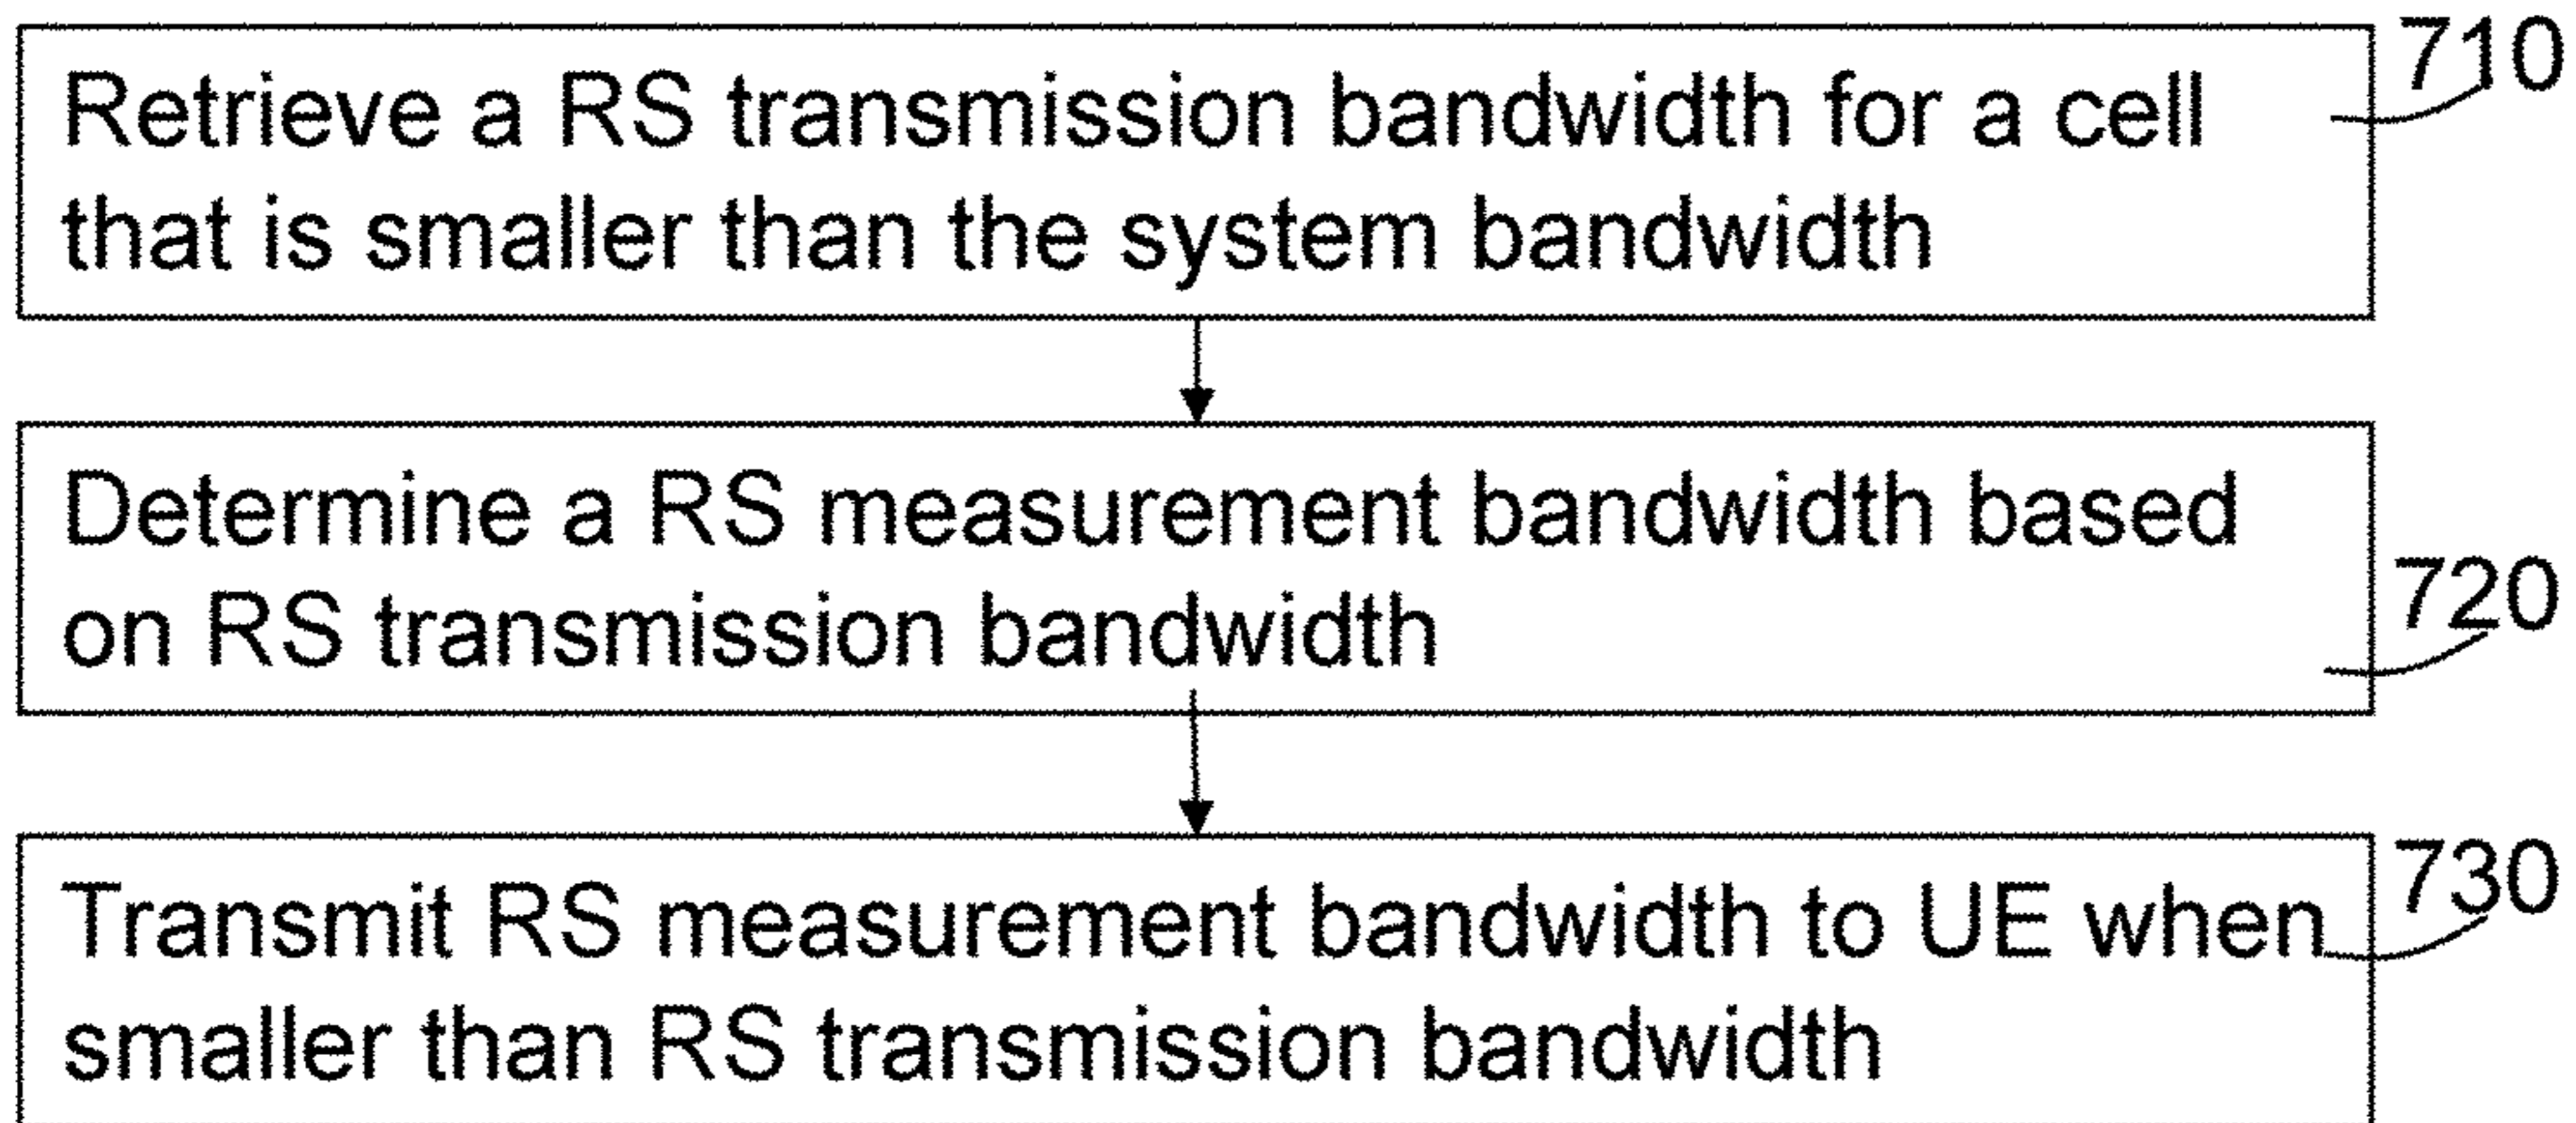 Retrieve a RS transmission bandwidth for a cell
that is smaller than the system bandwidth
710
Determine a RS measurement bandwidth based
on RS transmission bandwidth
720
Transmit RS measurement bandwidth to UE when
smaller than RS transmission bandwidth
730